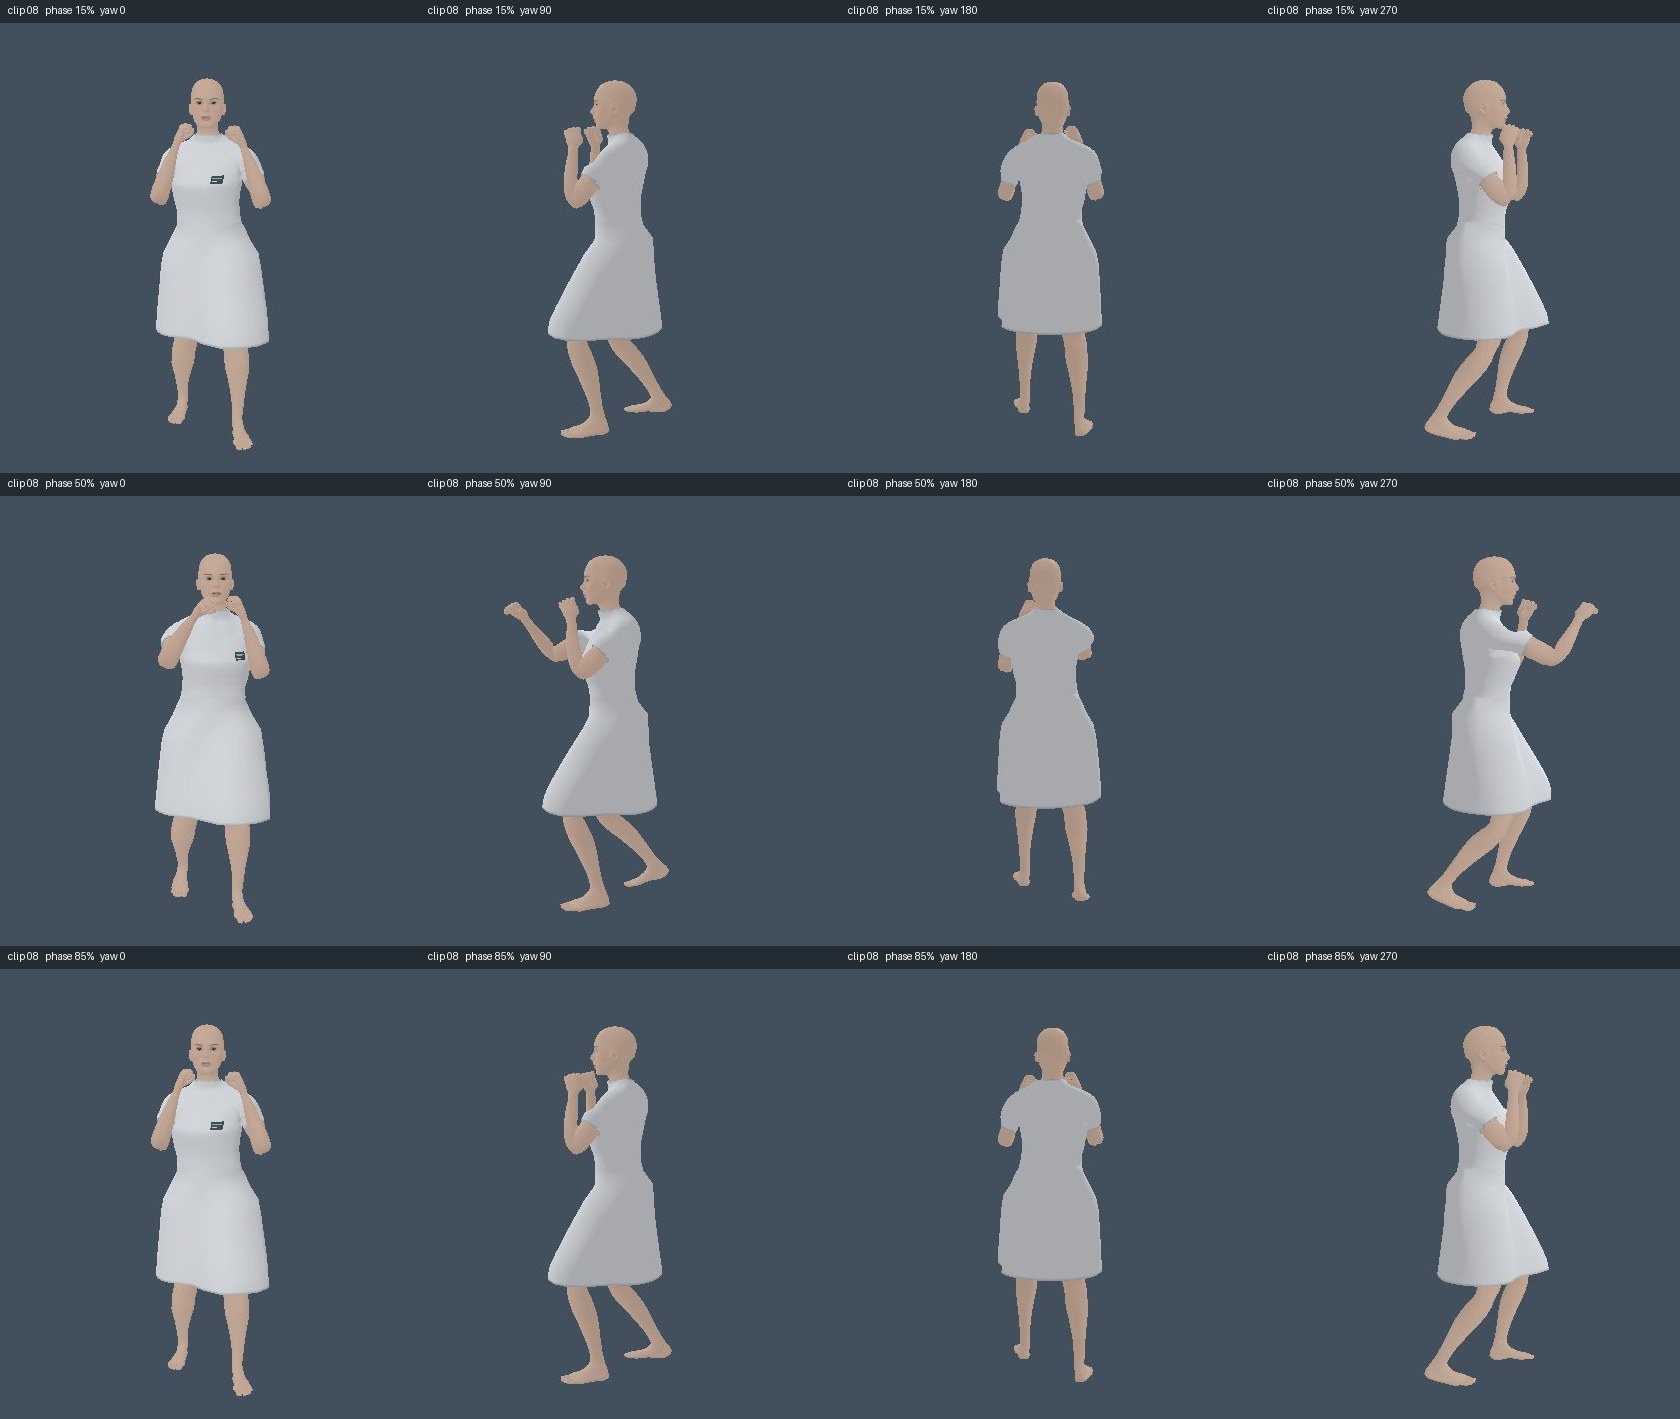 clip08 phase 15% yaw 0
clip08 phase 15% yaw 90
clip08 phase 15% yaw 180
clip08 phase 15% yaw 270
clip08 phase 50% yaw 0
clip08 phase 50% yaw 90
clip08 phase 50% yaw 180
clip08 phase 50% yaw 270
clip08 phase 85% yaw 0
clip08 phase 85% yaw 90
clip08 phase 85% yaw 180
clip08 phase 85% yaw 270